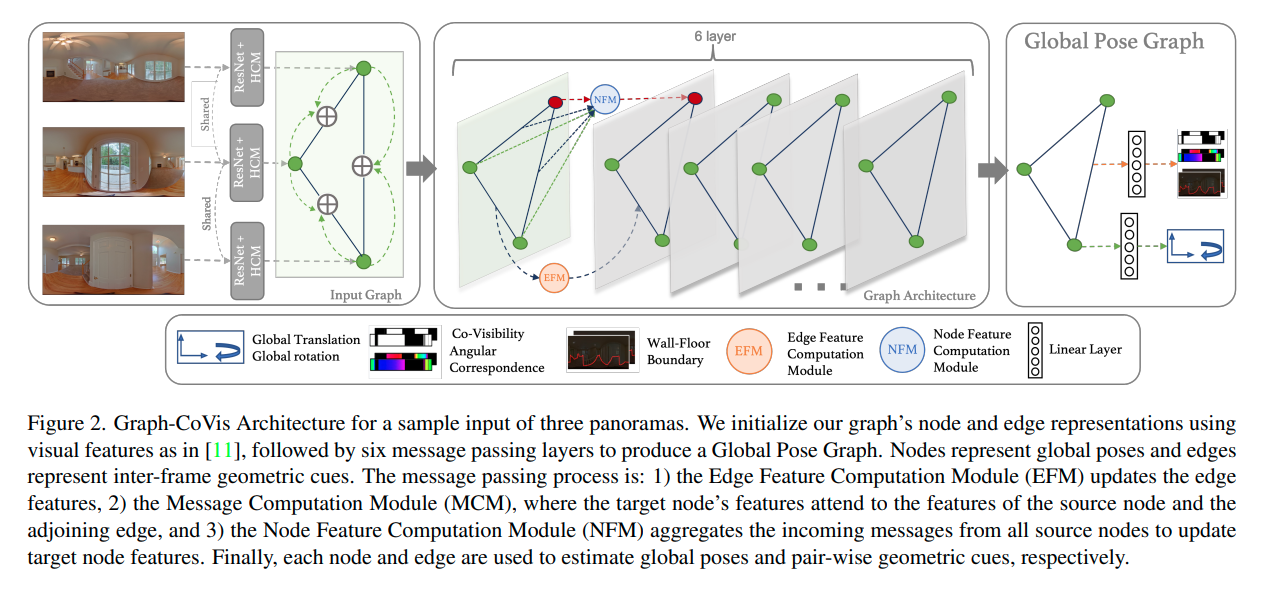 6 layer
Global Pose Graph
ResNet +
HCM
Shared
ResNet +
HCM
Shared
ResNet +
HCM
NFM
EFM
Input Graph
Graph Architecture
Global Translation
Global rotation
Co-Visibility
Angular
Correspondence
Wall-Floor
Boundary
EFM
Edge Feature
Computation
Module
NFM
Node Feature
Computation
Module
Linear Layer
Figure 2. Graph-CoVis Architecture for a sample input of three panoramas. We initialize our graph's node and edge representations using
visual features as in [11], followed by six message passing layers to produce a Global Pose Graph. Nodes represent global poses and edges
represent inter-frame geometric cues. The message passing process is: 1) the Edge Feature Computation Module (EFM) updates the edge
features, 2) the Message Computation Module (MCM), where the target node's features attend to the features of the source node and the
adjoining edge, and 3) the Node Feature Computation Module (NFM) aggregates the incoming messages from all source nodes to update
target node features. Finally, each node and edge are used to estimate global poses and pair-wise geometric cues, respectively.